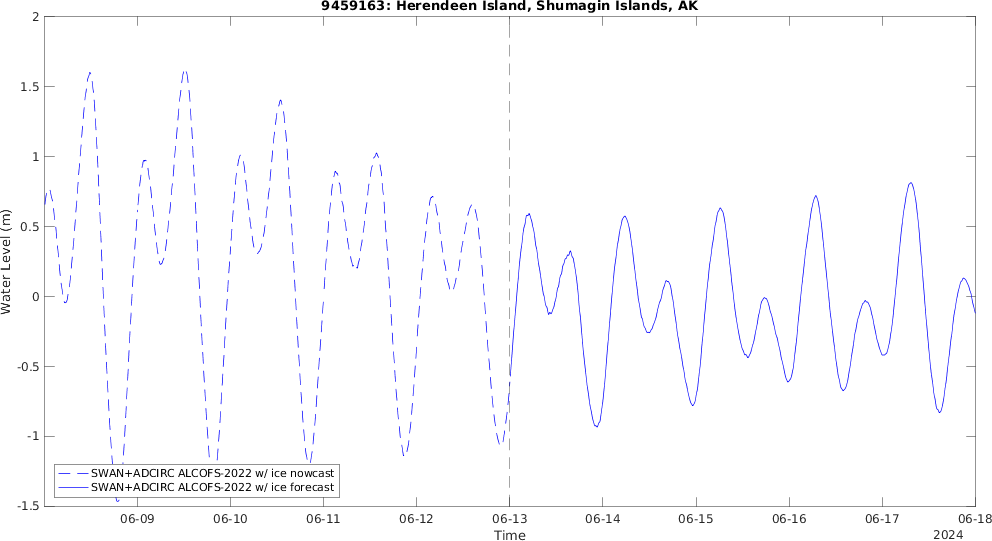 9459163: Herendeen Island, Shumagin Islands, AK
Water Level (m)
2
1.5
1
0.5
0
-0.5
-1
-1.5
SWAN+ADCIRC ALCOFS-2022 w/ ice nowcast
SWAN+ADCIRC ALCOFS-2022 w/ ice forecast
06-09 06-10 06-11 06-12 06-13 06-14 06-15 06-16 06-17 06-18
Time
2024